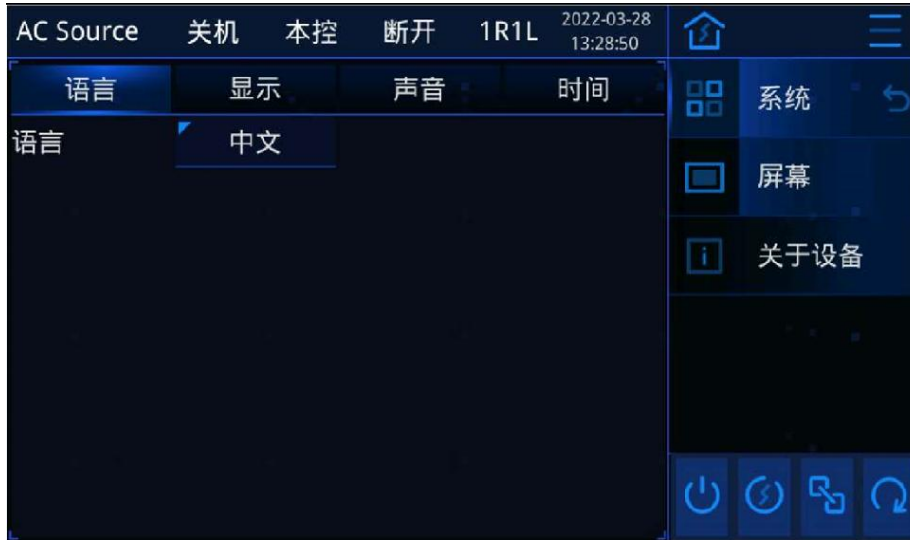 AC Source 关机 本控 断开 1R1L 2022-03-28
13:28:50
语言 显示 声音 时间
语言 中文
系统
屏幕
关于设备